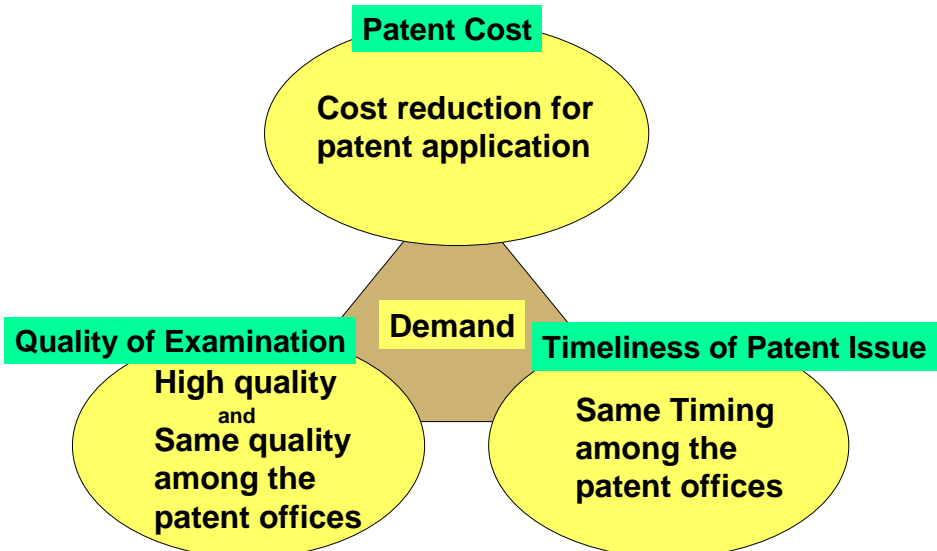 Patent Cost
Cost reduction for
patent application
Demand
Quality of Examination
High quality
and
Same quality
among the
patent offices
Timeliness of Patent Issue
Same Timing
among the
patent offices